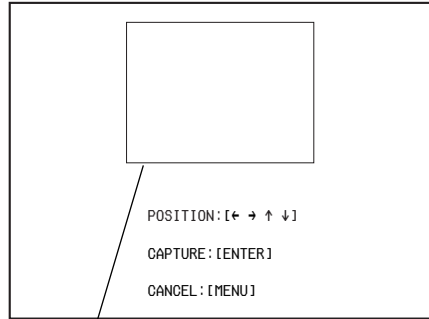 POSITION:[← → ↑ ↓]
CAPTURE:[ENTER]
CANCEL:[MENU]